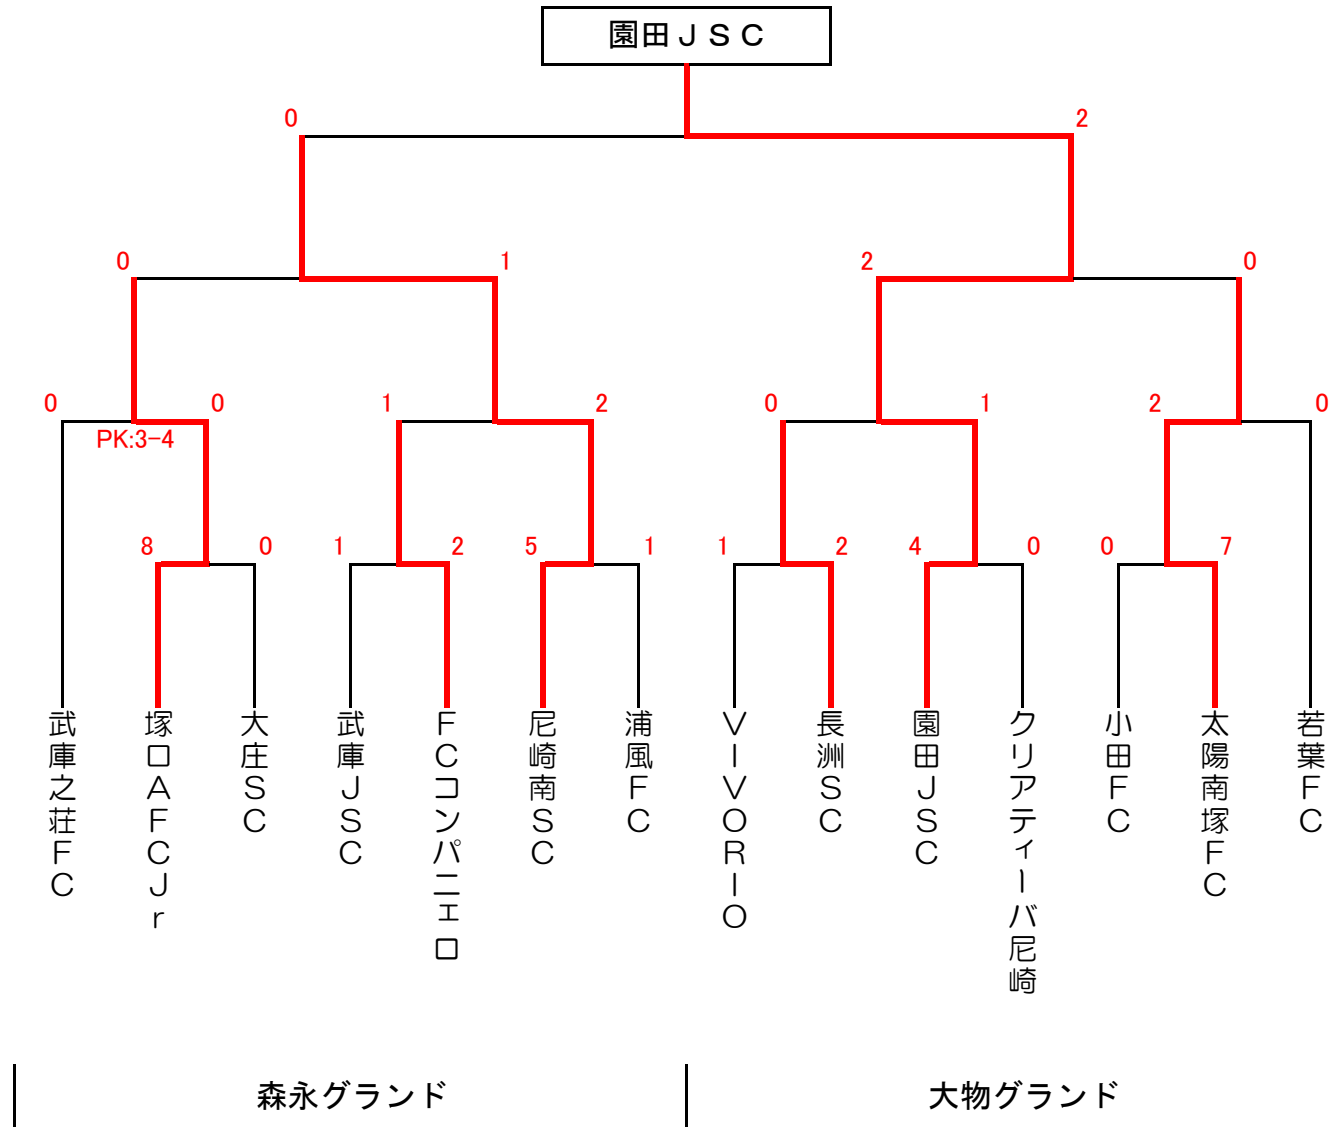 園田ＪＳＣ
0
2
0
1
2
0
0
0
1
2
0
1
2
0
PK:3-4
8
0
1
2
5
1
1
2
4
0
0
7
武庫之荘ＦＣ
塚口ＡＦＣＪｒ
大庄ＳＣ
武庫ＪＳＣ
ＦＣコンパニェロ
尼崎南ＳＣ
浦風ＦＣ
ＶＩＶＯＲＩＯ
長洲ＳＣ
園田ＪＳＣ
クリアティーバ尼崎
小田ＦＣ
太陽南塚ＦＣ
若葉ＦＣ
森永グランド
大物グランド